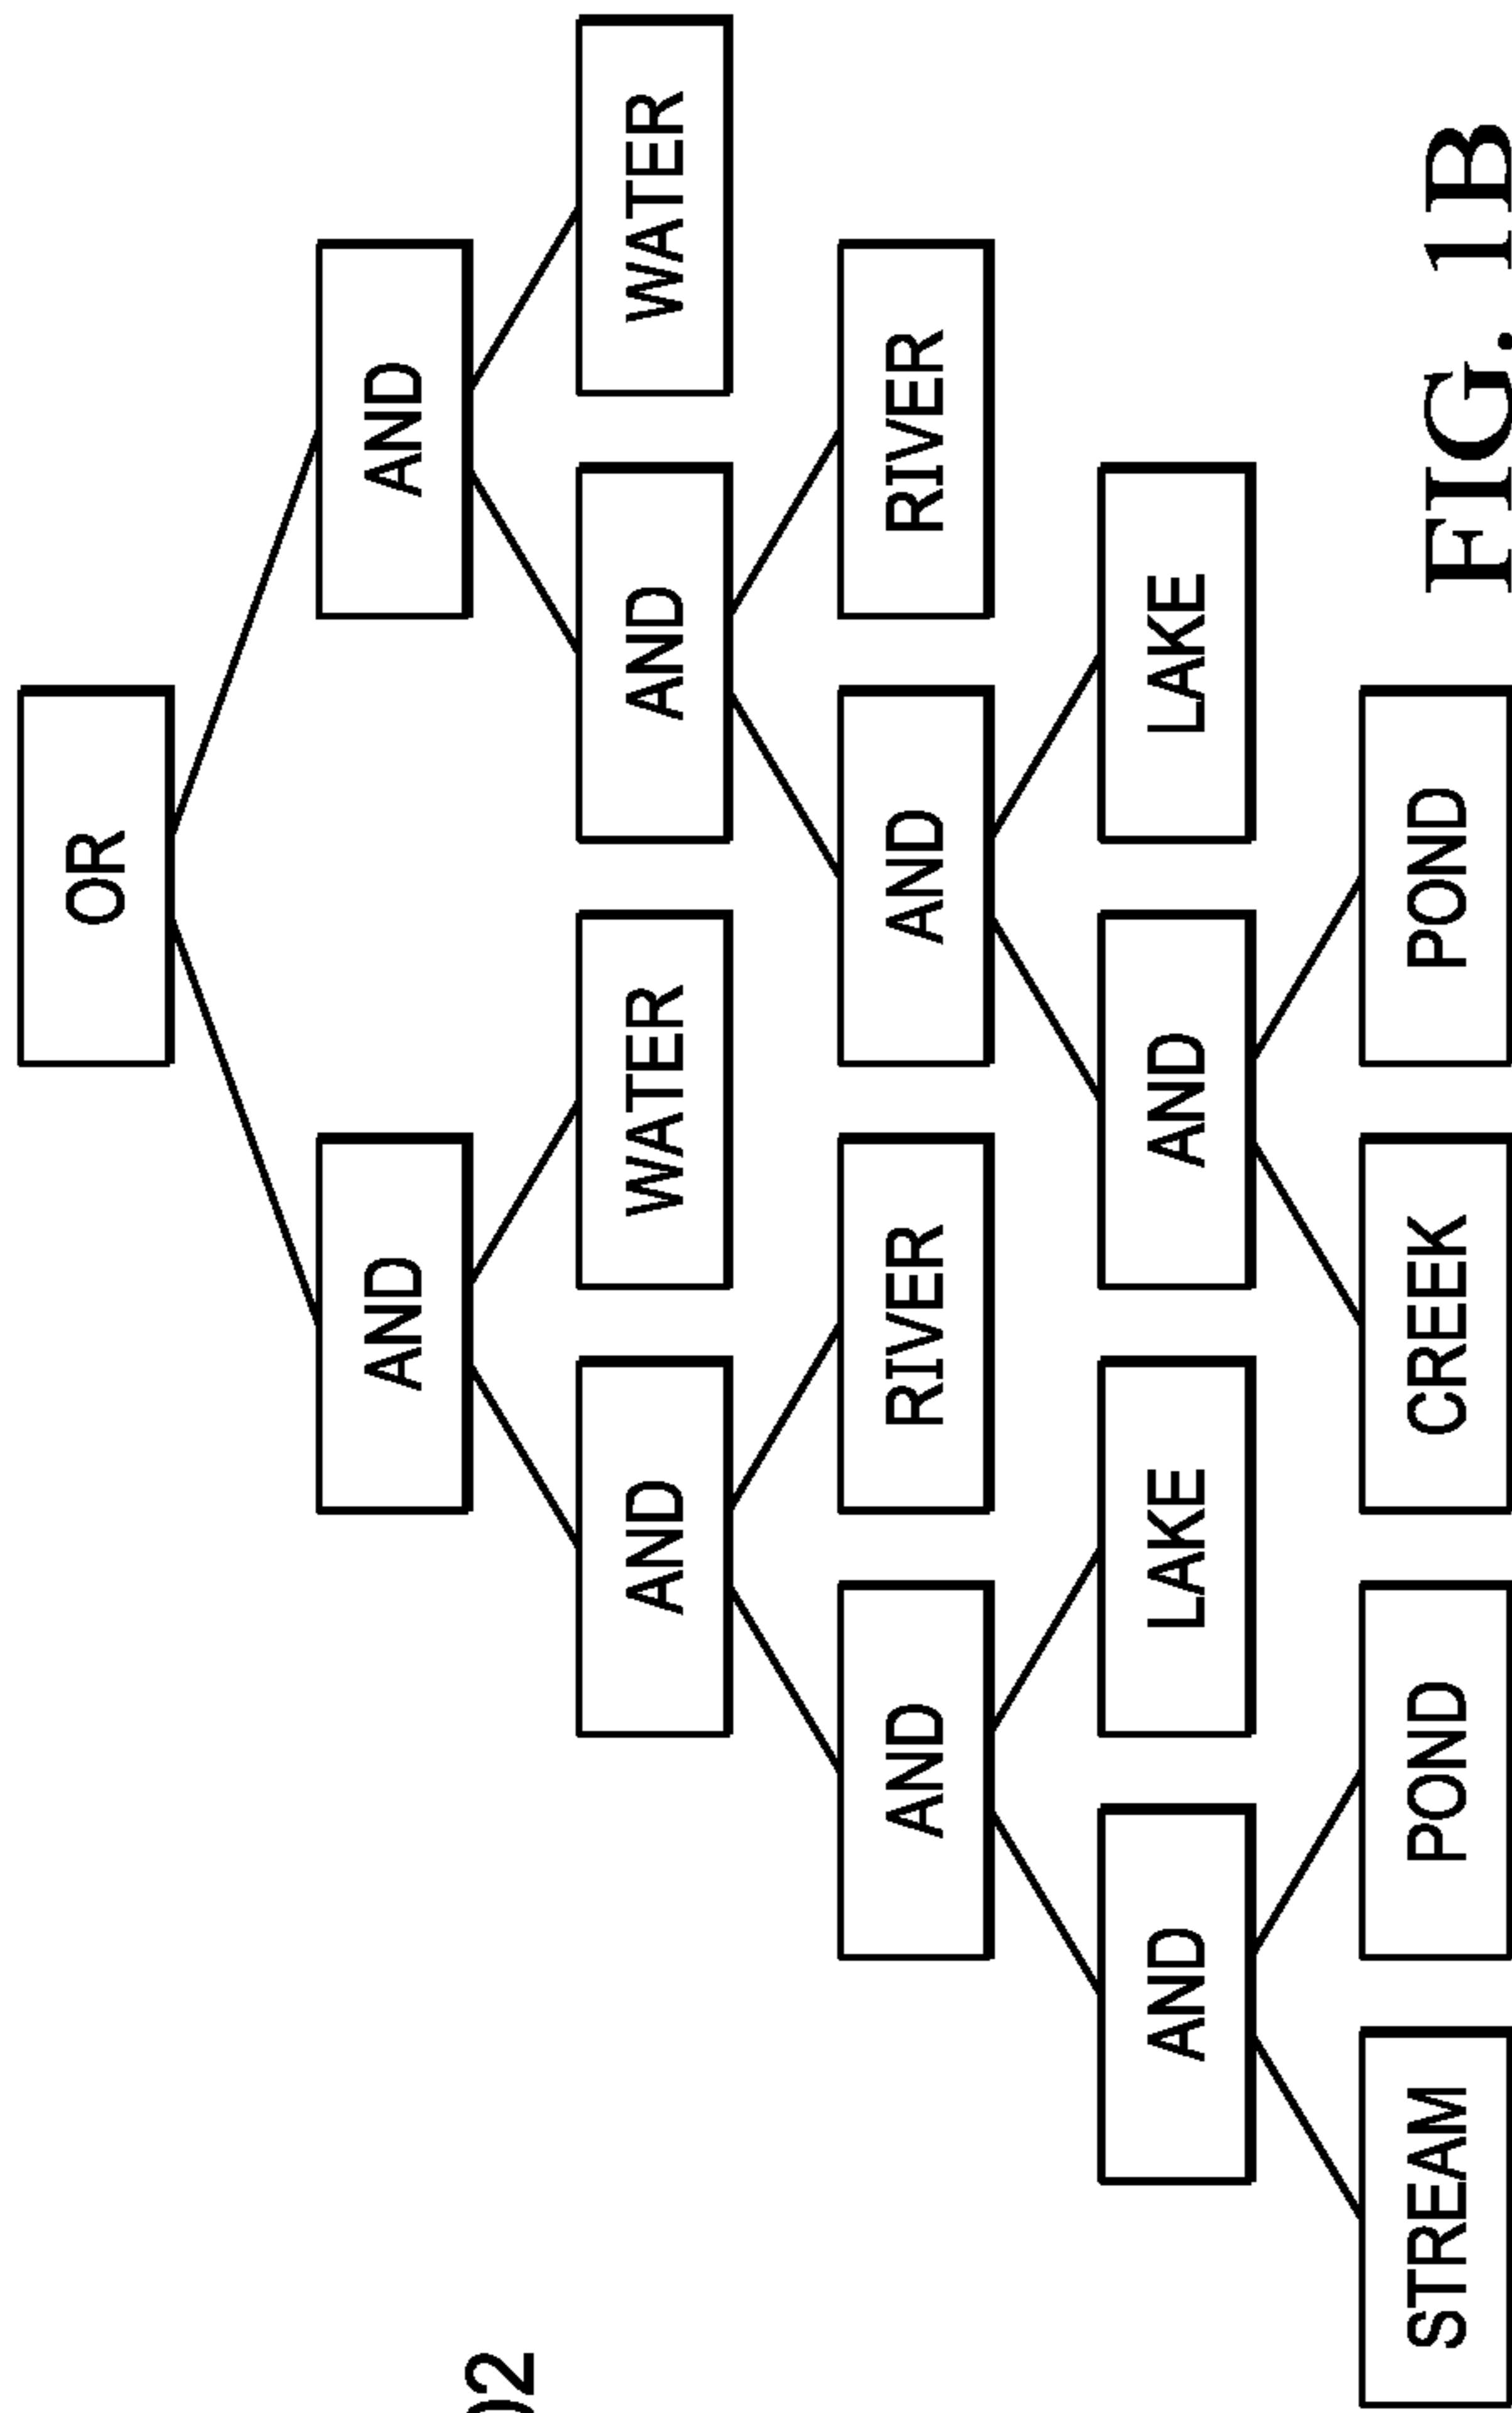 OR
AND AND
AND WATER AND WATER
AND RIVER AND RIVER
AND LAKE AND LAKE
STREAM POND CREEK POND
FIG. 1B